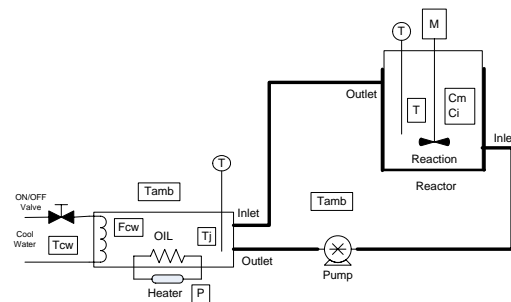 M
T
Outlet
T
Cm
Ci
Inlet
Reaction
Reactor
T
Tamb
Tamb
ON/OFF
Valve
Fcw
Inlet
Cool
Water
Tcw
OIL
Tj
Outlet
Pump
Heater
P